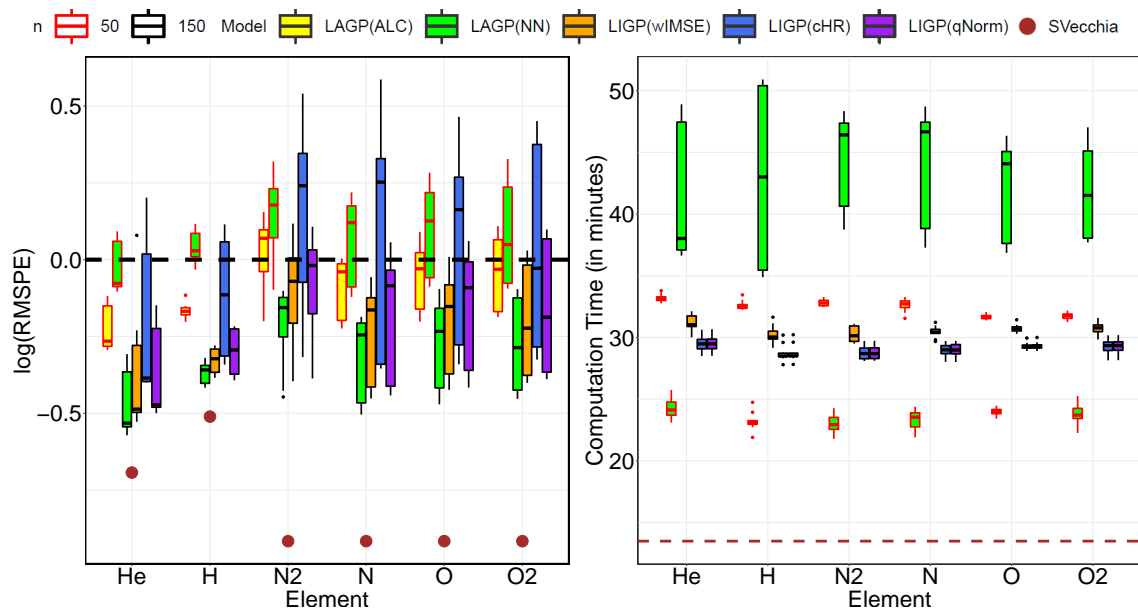 n 50 150 Model LAGP(ALC) LAGP(NN) LIGP(wIMSE) LIGP(cHR) LIGP(qNorm) SVecchia
log(RMSPE)
0.5
0.0
−0.5
He H N2 N O O2
Element
Computation Time (in minutes)
50
40
30
20
He H N2 N O O2
Element